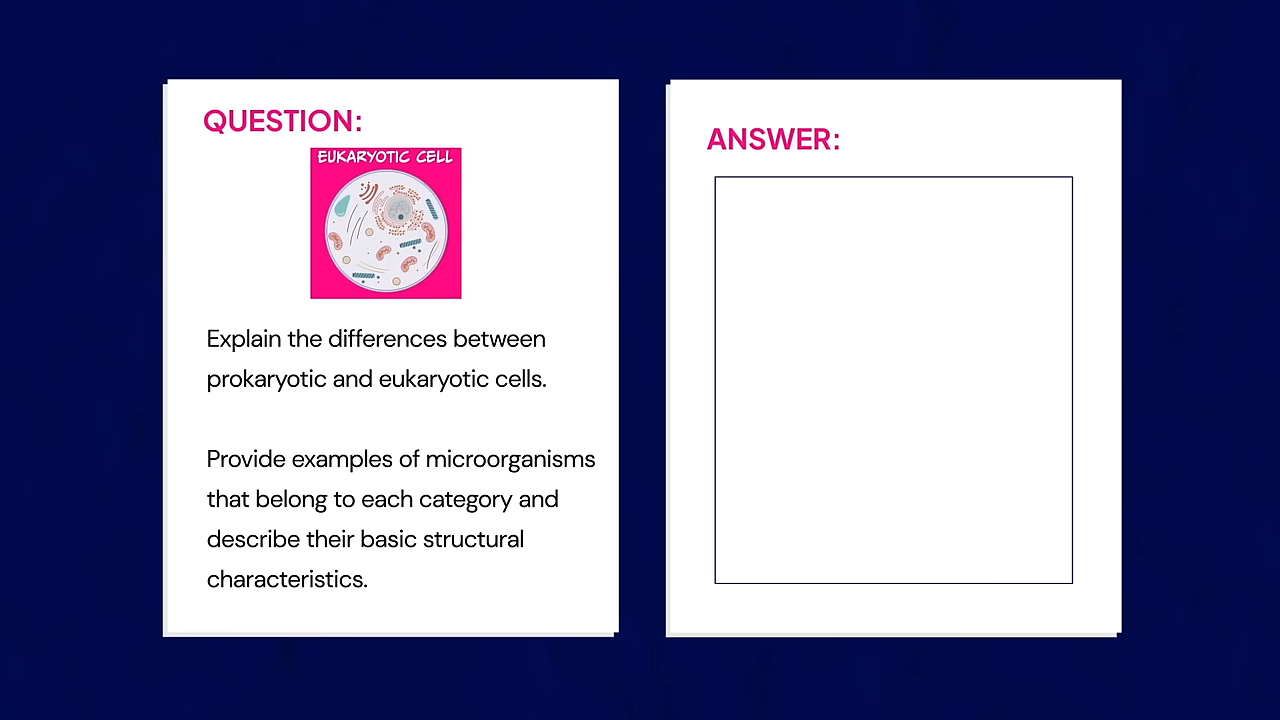 QUESTION:
EUKARYOTIC CELL
Explain the differences between
prokaryotic and eukaryotic cells.
Provide examples of microorganisms
that belong to each category and
describe their basic structural
characteristics.
ANSWER: